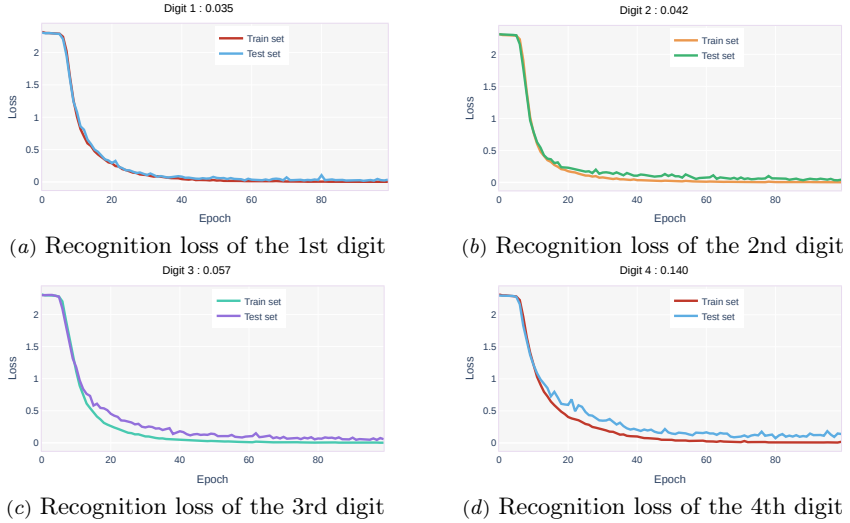 Digit 1 : 0.035
Train set
Test set
2
1.5
1
0.5
0
Loss
0 20 40 60 80
Epoch
(a) Recognition loss of the 1st digit
Digit 2 : 0.042
Train set
Test set
2
1.5
1
0.5
0
Loss
0 20 40 60 80
Epoch
(b) Recognition loss of the 2nd digit
Digit 3 : 0.057
Train set
Test set
2
1.5
1
0.5
0
Loss
0 20 40 60 80
Epoch
(c) Recognition loss of the 3rd digit
Digit 4 : 0.140
Train set
Test set
2
1.5
1
0.5
0
Loss
0 20 40 60 80
Epoch
(d) Recognition loss of the 4th digit